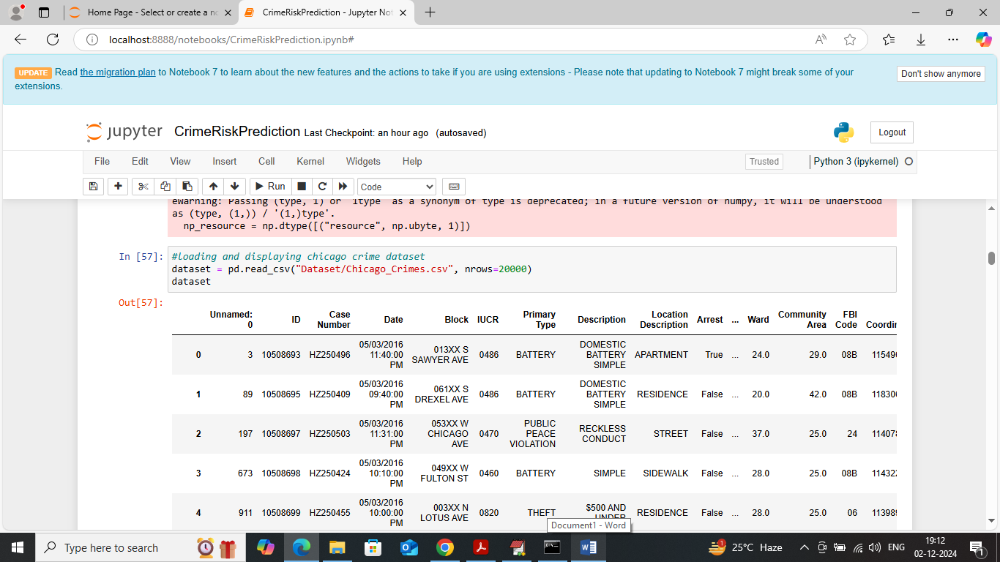 Home Page - Select or create a no
CrimeRiskPrediction - Jupyter Not
localhost:8888/notebooks/CrimeRiskPrediction.ipynb#
UPDATE Read the migration plan to Notebook 7 to learn about the new features and the actions to take if you are using extensions - Please note that updating to Notebook 7 might break some of your
extensions.
Don't show anymore
jupyter CrimeRiskPrediction Last Checkpoint: an hour ago (autosaved)
Logout
File Edit View Insert Cell Kernel Widgets Help
Trusted
Python 3 (ipykernel)
Run
Code
eWarning: Passing (type, 1) or '1type' as a synonym of type is deprecated; in a future version of numpy, it will be understood
as (type, (1,)) / '(1,)type'.
np_resource = np.dtype([("resource", np.ubyte, 1)])
In [57]: #loading and displaying chicago crime dataset
dataset = pd.read_csv("Dataset/Chicago_Crimes.csv", nrows=20000)
dataset
Out[57]:
Unnamed: 0 ID Case Number Date Block IUCR Primary Type Description Location Description Arrest ... Ward Community Area FBI Code Coordin
0 3 10508693 HZ250496 05/03/2016 11:40:00 PM 013XX S SAWYER AVE 0486 BATTERY DOMESTIC BATTERY SIMPLE APARTMENT True ... 24.0 29.0 08B 115490
1 89 10508695 HZ250409 05/03/2016 09:40:00 PM 061XX S DREXEL AVE 0486 BATTERY DOMESTIC BATTERY SIMPLE RESIDENCE False ... 20.0 42.0 08B 118306
2 197 10508697 HZ250503 05/03/2016 11:31:00 PM 053XX W CHICAGO AVE 0470 PUBLIC PEACE VIOLATION RECKLESS CONDUCT STREET False ... 37.0 25.0 24 114078
3 673 10508698 HZ250424 05/03/2016 10:10:00 PM 049XX W FULTON ST 0460 BATTERY SIMPLE SIDEWALK False ... 28.0 25.0 08B 114322
4 911 10508699 HZ250455 05/03/2016 10:00:00 PM 003XX N LOTUS AVE 0820 THEFT $500 AND UNDER RESIDENCE False ... 28.0 25.0 06 113989
Document1 - Word
Type here to search
25°C Haze
ENG
19:12
02-12-2024
1